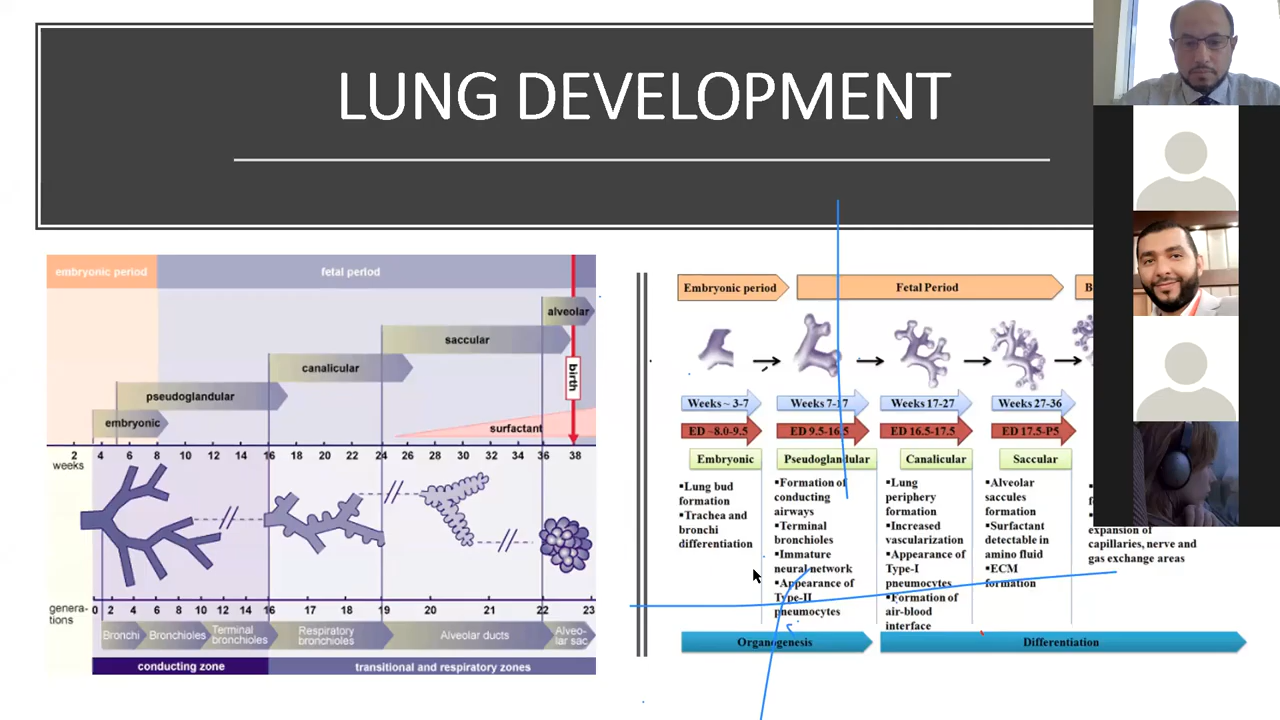 LUNG DEVELOPMENT
embryonic period
fetal period
alveolar
saccular
canalicular
pseudoglandular
embryonic
surfactant
birth
2 4 6 8 10 12 14 16 18 20 22 24 26 28 30 32 34 36 38
weeks
genera-
tions
0 2 4 6 8 10 12 14 16 17 18 19 20 21 22 23
Bronchi
Bronchioles
Terminal
bronchioles
Respiratory
bronchioles
Alveolar ducts
Alveo-
lar sac
conducting zone
transitional and respiratory zones
Embryonic period
Fetal Period
B
Weeks ~ 3-7
Weeks 7-17
Weeks 17-27
Weeks 27-36
ED ~8.0-9.5
ED 9.5-16.5
ED 16.5-17.5
ED 17.5-P5
Embryonic
Pseudoglandular
Canalicular
Saccular
▪Lung bud
formation
▪Trachea and
bronchi
differentiation
▪Formation of
conducting
airways
▪Terminal
bronchioles
▪Immature
neural network
▪Appearance of
Type-II
pneumocytes
▪Lung
periphery
formation
▪Increased
vascularization
▪Appearance of
Type-I
pneumocytes
▪Formation of
air-blood
interface
▪Alveolar
saccules
formation
▪Surfactant
detectable in
amino fluid
▪ECM
formation
expansion of
capillaries, nerve and
gas exchange areas
Organogenesis
Differentiation